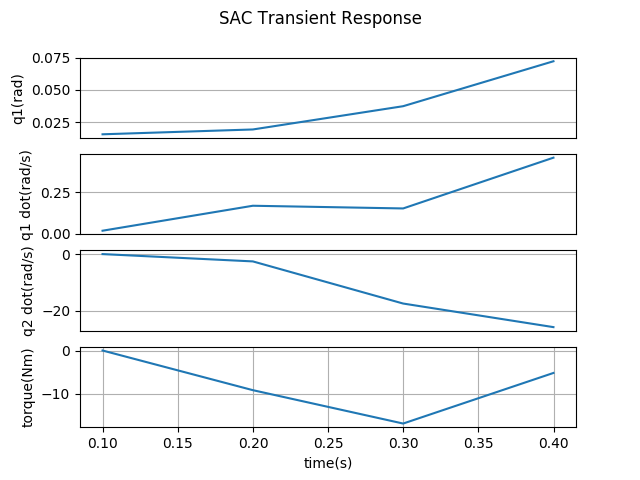 SAC Transient Response
0.075
0.050
0.025
q1(rad)
0.25
0.00
q1 dot(rad/s)
0
−20
q2 dot(rad/s)
0
−10
torque(Nm)
0.10 0.15 0.20 0.25 0.30 0.35 0.40
time(s)